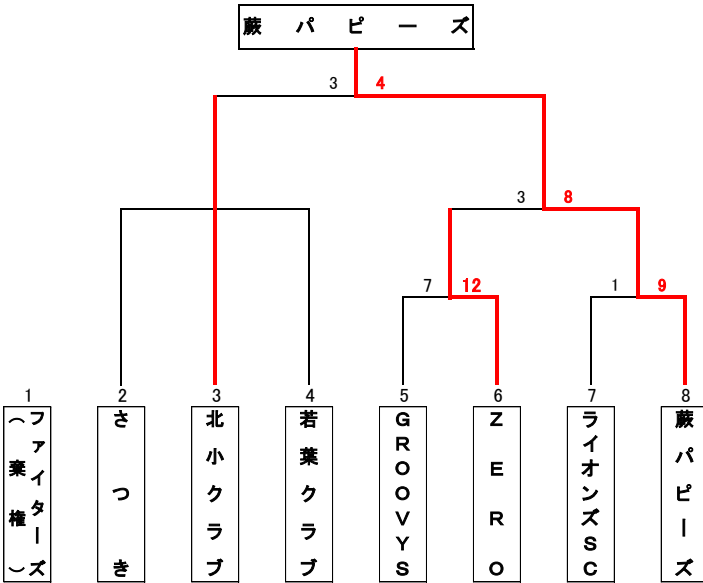 蕨パピーズ
3 4
3 8
7 12 1 9
1 2 3 4 5 6 7 8
ファイターズ
（棄権）
さつき
北小クラブ
若葉クラブ
ＧＲＯＯＶＹＳ
ＺＥＲＯ
ライオンズＳＣ
蕨パピーズ